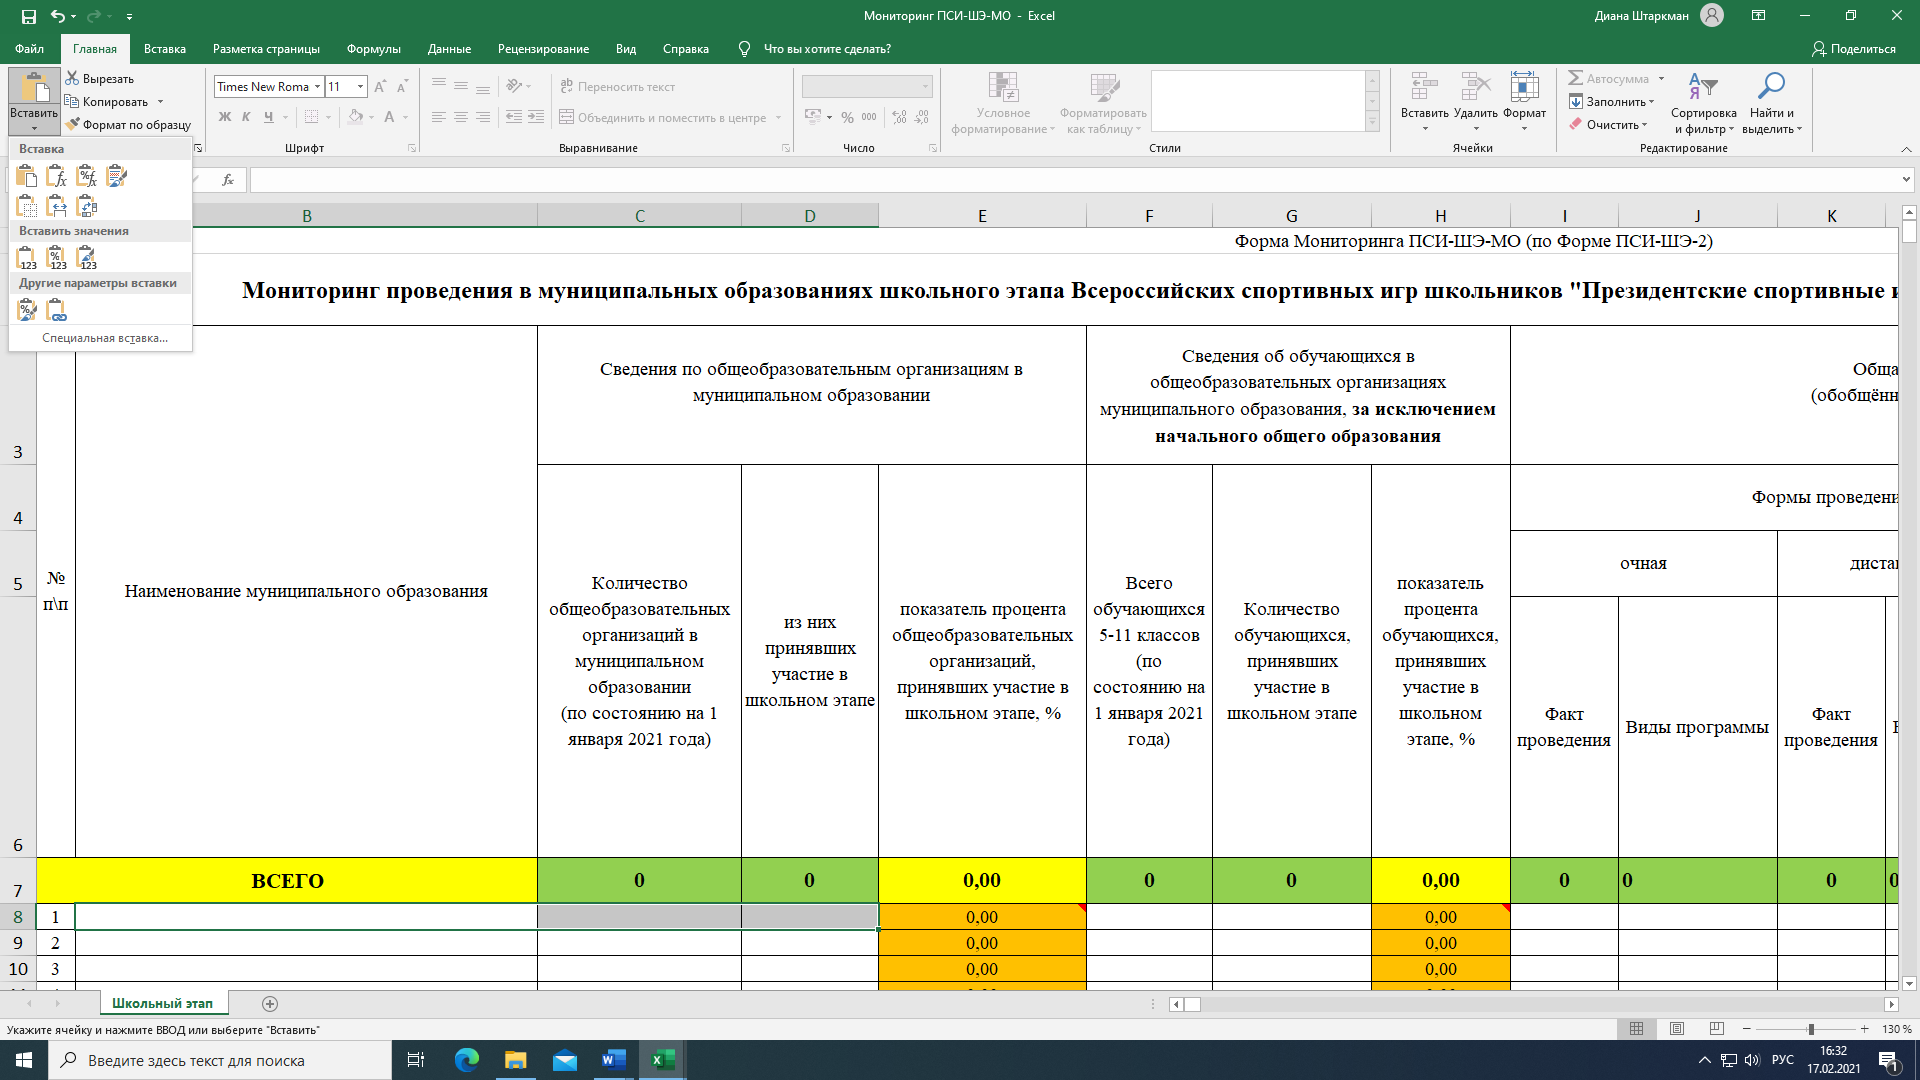 Мониторинг ПСИ-ШЭ-МО - Excel
Диана Штаркман
Файл Главная Вставка Разметка страницы Формулы Данные Рецензирование Вид Справка Что вы хотите сделать? Поделиться
Вставить
Вырезать
Копировать
Формат по образцу
Times New Roma 11
Ж К Ч
Шрифт
Переносить текст
Объединить и поместить в центре
Выравнивание
% 000
Число
Условное форматирование
Форматировать как таблицу
Стили
Вставить Удалить Формат
Ячейки
Автосумма
Заполнить
Очистить
Сортировка и фильтр
Найти и выделить
Редактирование
Вставка
Вставить значения
Другие параметры вставки
Специальная вставка...
fx
B C D E F G H I J K
Форма Мониторинга ПСИ-ШЭ-МО (по Форме ПСИ-ШЭ-2)
Мониторинг проведения в муниципальных образованиях школьного этапа Всероссийских спортивных игр школьников "Президентские спортивные и
3
4
5
6
№
п\п
Наименование муниципального образования
Сведения по общеобразовательным организациям в
муниципальном образовании
Сведения об обучающихся в
общеобразовательных организациях
муниципального образования, за исключением
начального общего образования
Обща
(обобщённ
Формы проведени
очная
диста
Количество
общеобразовательных
организаций в
муниципальном
образовании
(по состоянию на 1
января 2021 года)
из них
принявших
участие в
школьном этапе
показатель процента
общеобразовательных
организаций,
принявших участие в
школьном этапе, %
Всего
обучающихся
5-11 классов
(по
состоянию на
1 января 2021
года)
Количество
обучающихся,
принявших
участие в
школьном этапе
показатель
процента
обучающихся,
принявших
участие в
школьном
этапе, %
Факт
проведения
Виды программы
Факт
проведения
7 ВСЕГО 0 0 0,00 0 0 0,00 0 0 0 0
8 1 0,00 0,00
9 2 0,00 0,00
10 3 0,00 0,00
Школьный этап
Укажите ячейку и нажмите ВВОД или выберите "Вставить"
130 %
Введите здесь текст для поиска
РУС
16:32
17.02.2021
1